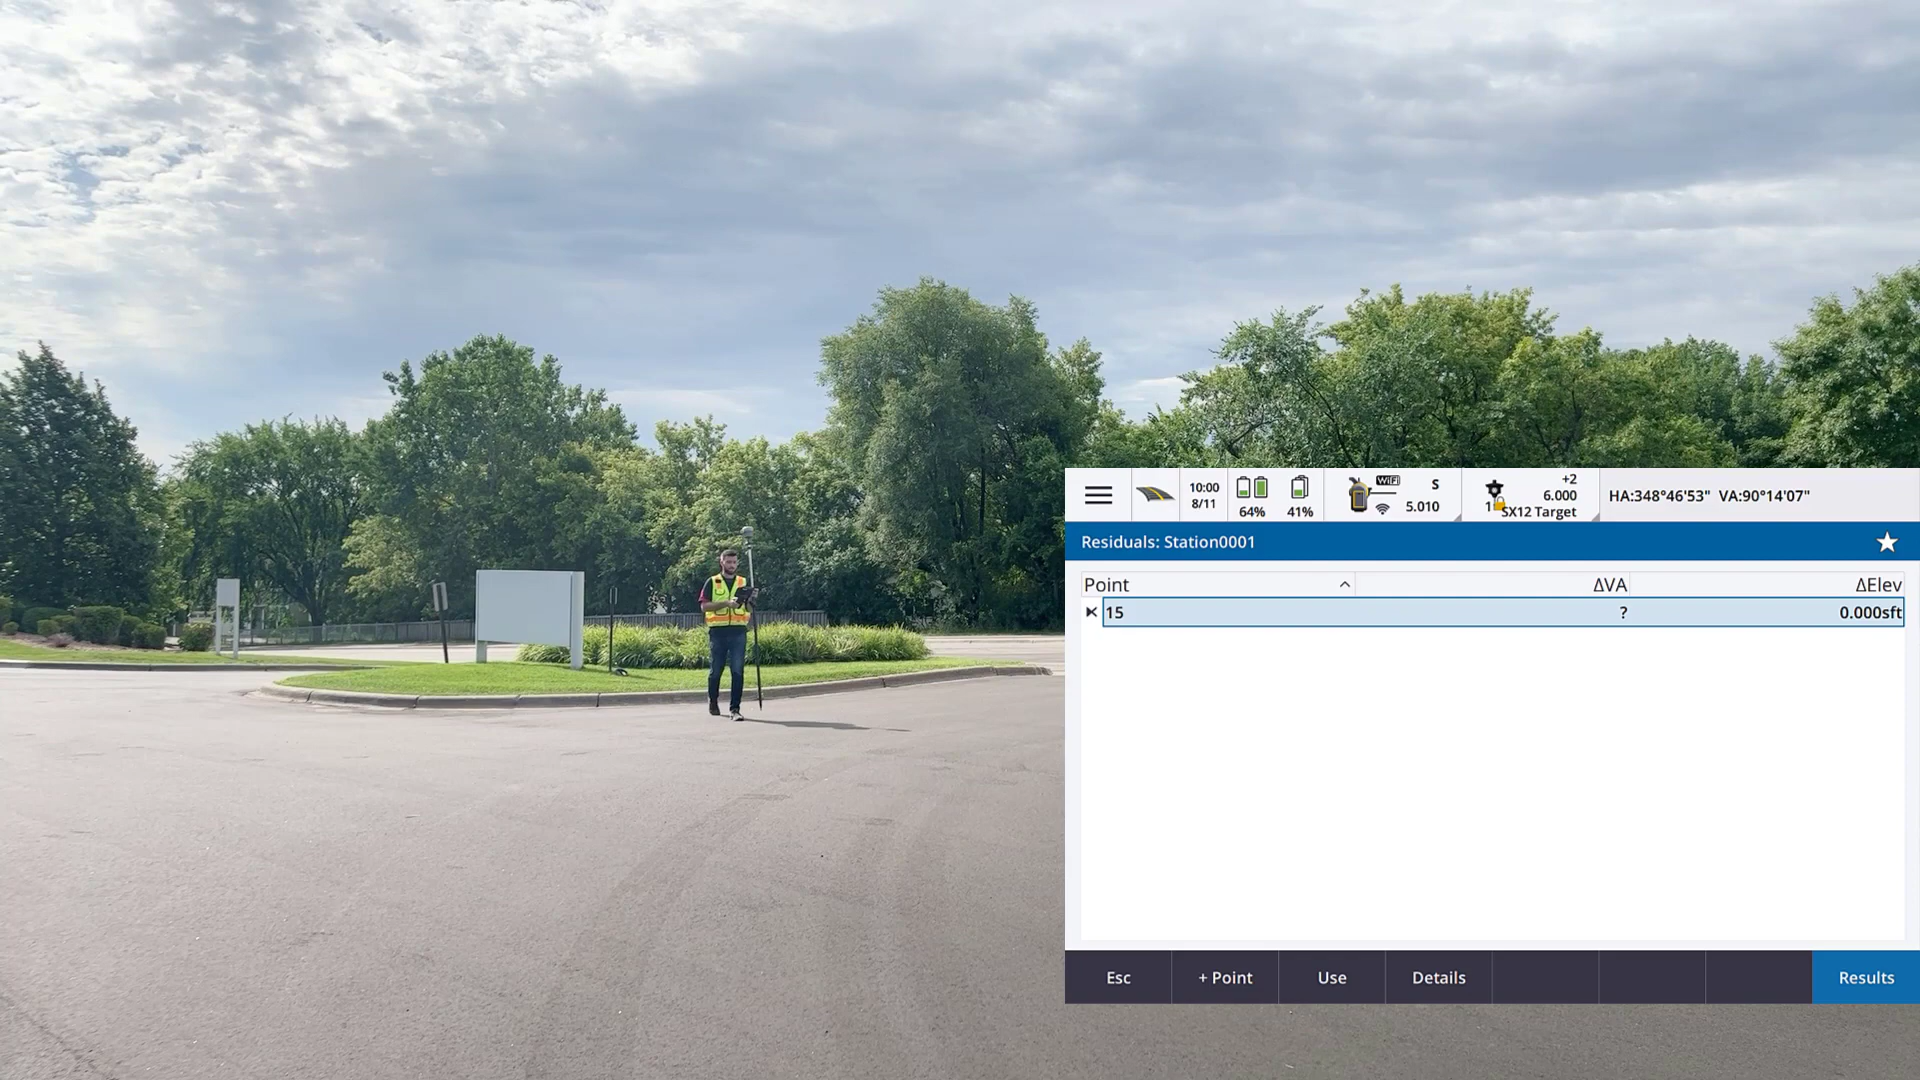 10:00
8/11
64%
41%
WiFi
S
5.010
+2
6.000
1
SX12 Target
HA:348°46'53" VA:90°14'07"
Residuals: Station0001
Point ΔVA ΔElev
15 ? 0.000sft
Esc + Point Use Details Results